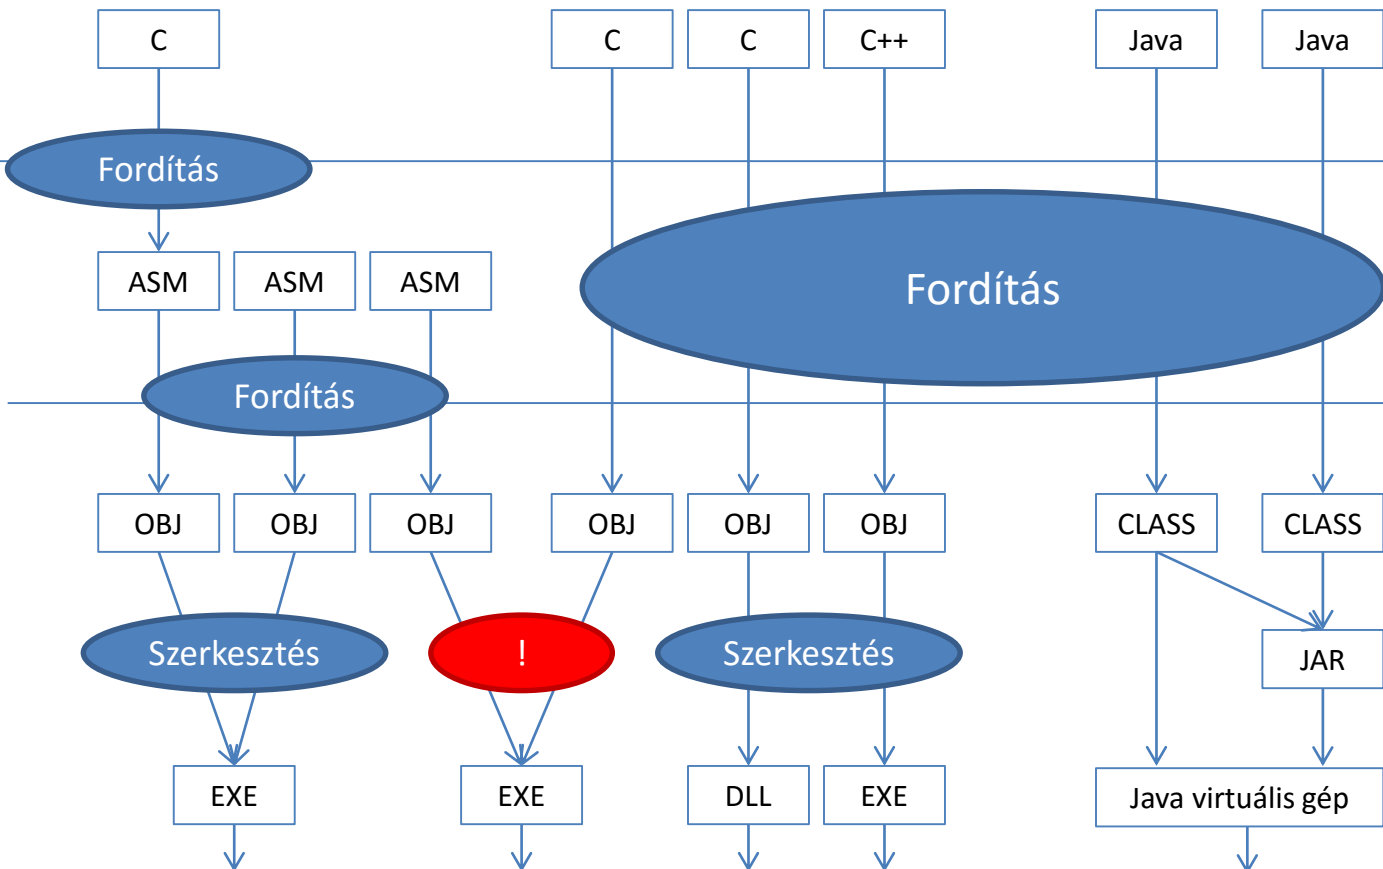 C
C
C
C++
Java
Java
Fordítás
ASM
ASM
ASM
Fordítás
Fordítás
OBJ
OBJ
OBJ
OBJ
OBJ
OBJ
CLASS
CLASS
Szerkesztés
!
Szerkesztés
JAR
EXE
EXE
DLL
EXE
Java virtuális gép